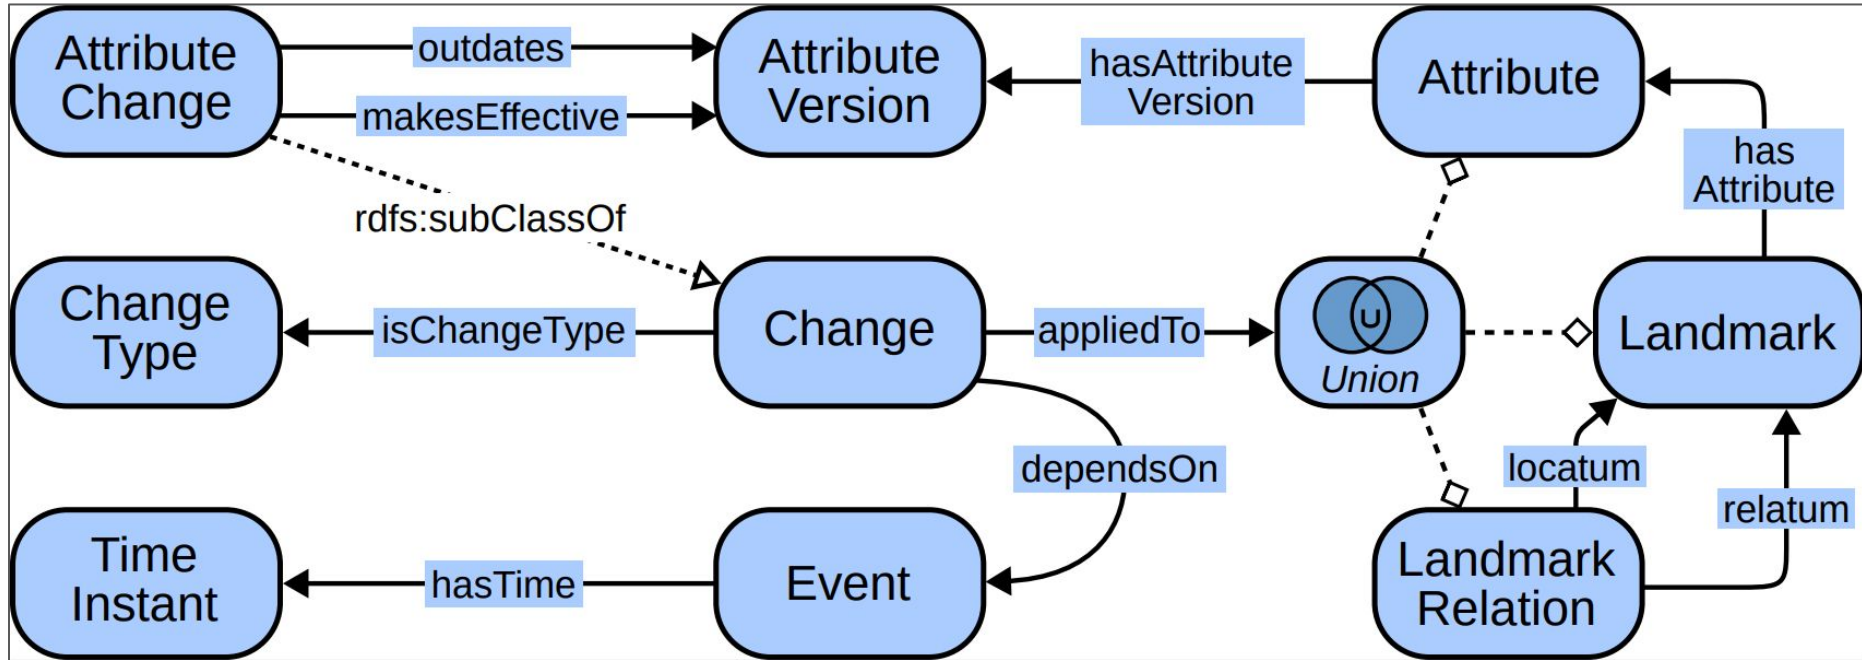 Attribute
Change
outdates
makesEffective
Attribute
Version
hasAttribute
Version
Attribute
has
Attribute
rdfs:subClassOf
Change
Type
isChangeType
Change
appliedTo
U
Union
Landmark
dependsOn
locatum
relatum
Time
Instant
hasTime
Event
Landmark
Relation